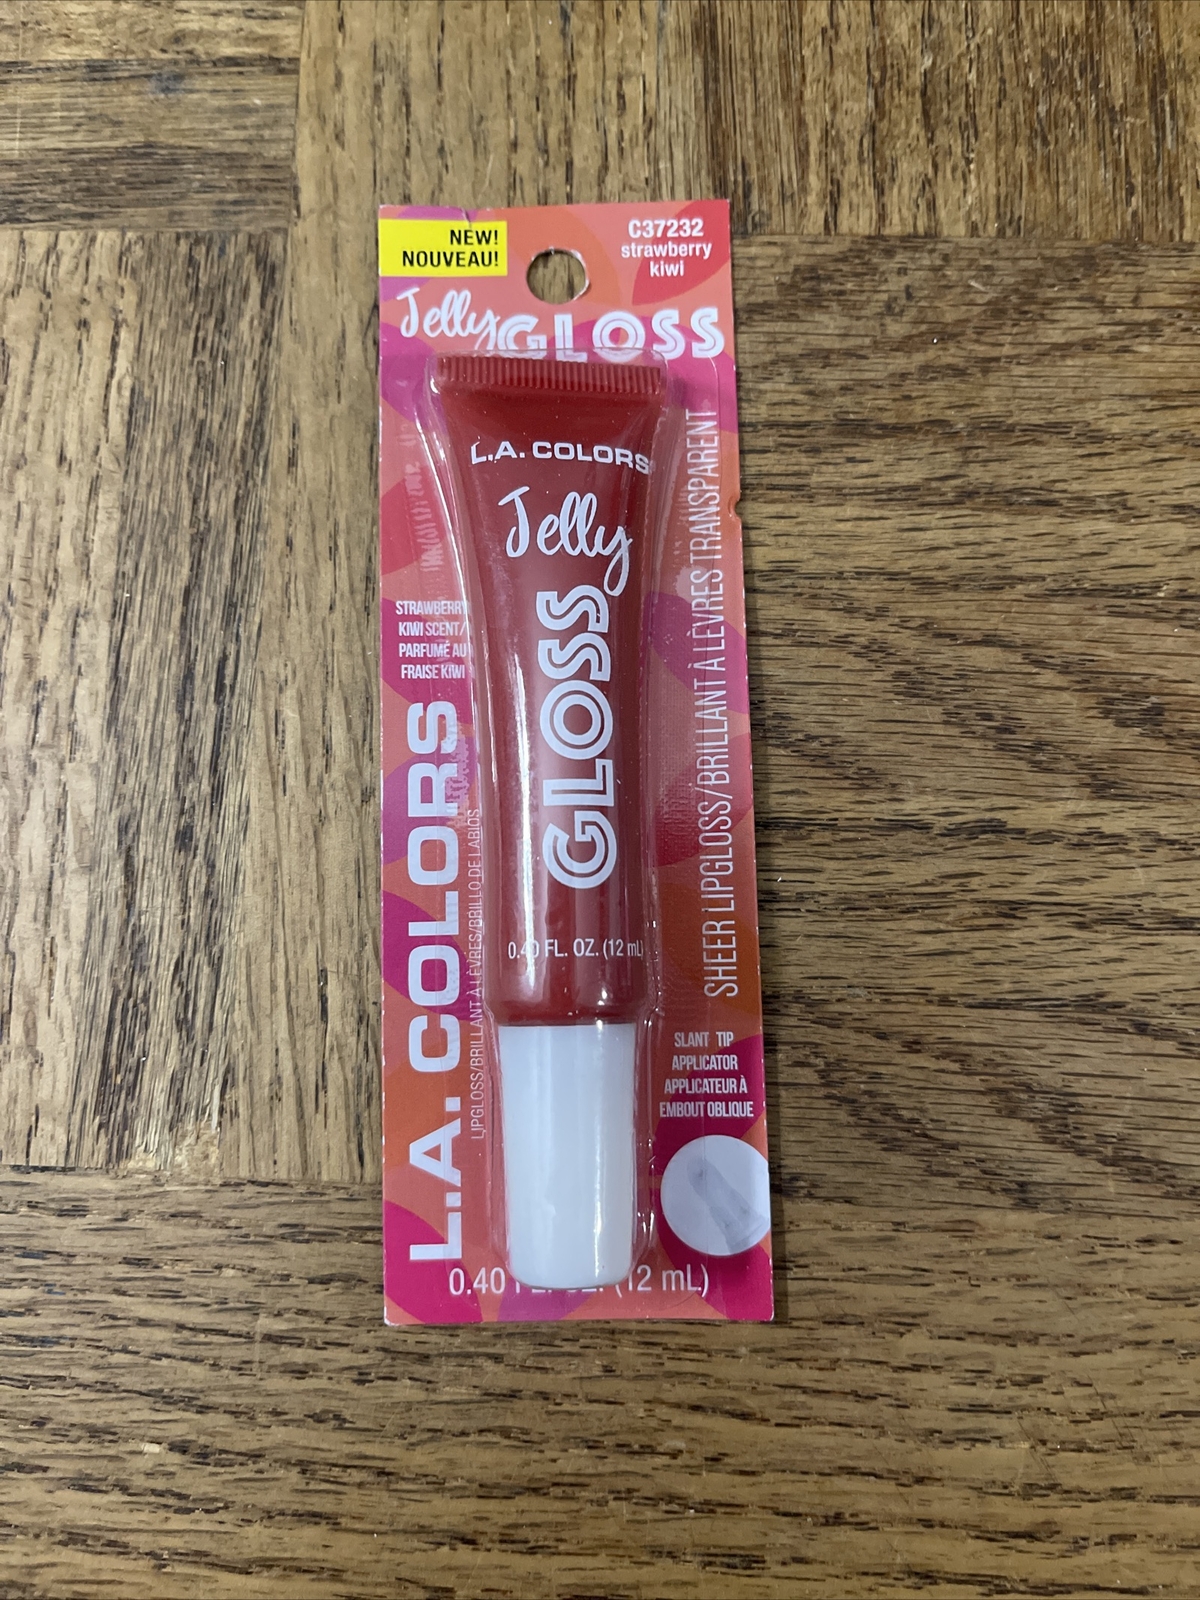 NEW!
NOUVEAU!
C37232
strawberry
kiwi
Jelly GLOSS
L.A. COLORS
Jelly
GLOSS
0.40 FL. OZ. (12 mL)
STRAWBERRY
KIWI SCENT/
PARFUMÉ AU
FRAISE KIWI
L.A. COLORS
LIPGLOSS/BRILLANT À LÈVRES/BRILLO DE LABIOS
SHEER LIPGLOSS/BRILLANT À LÈVRES TRANSPARENT
SLANT TIP
APPLICATOR
APPLICATEUR À
EMBOUT OBLIQUE
0.40 FL. OZ. (12 mL)